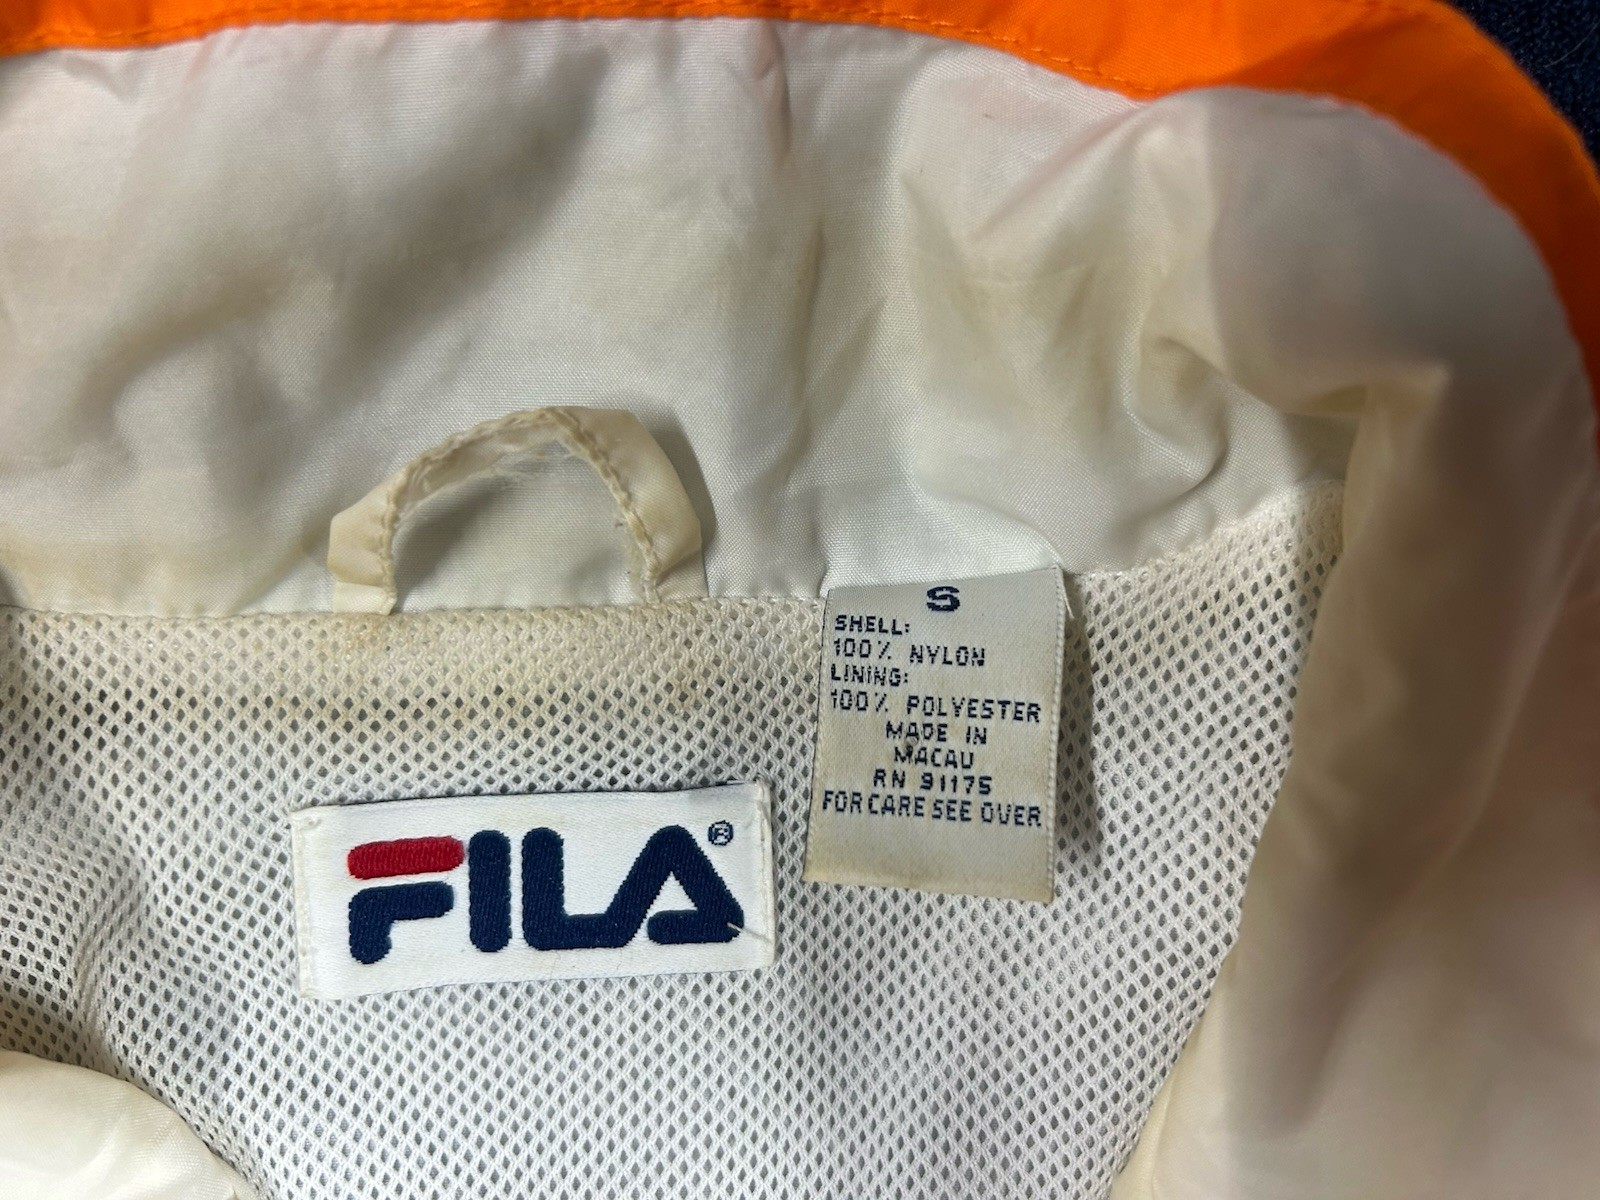 S
SHELL:
100% NYLON
LINING:
100% POLYESTER
MADE IN
MACAU
RN 91175
FOR CARE SEE OVER
FILA®